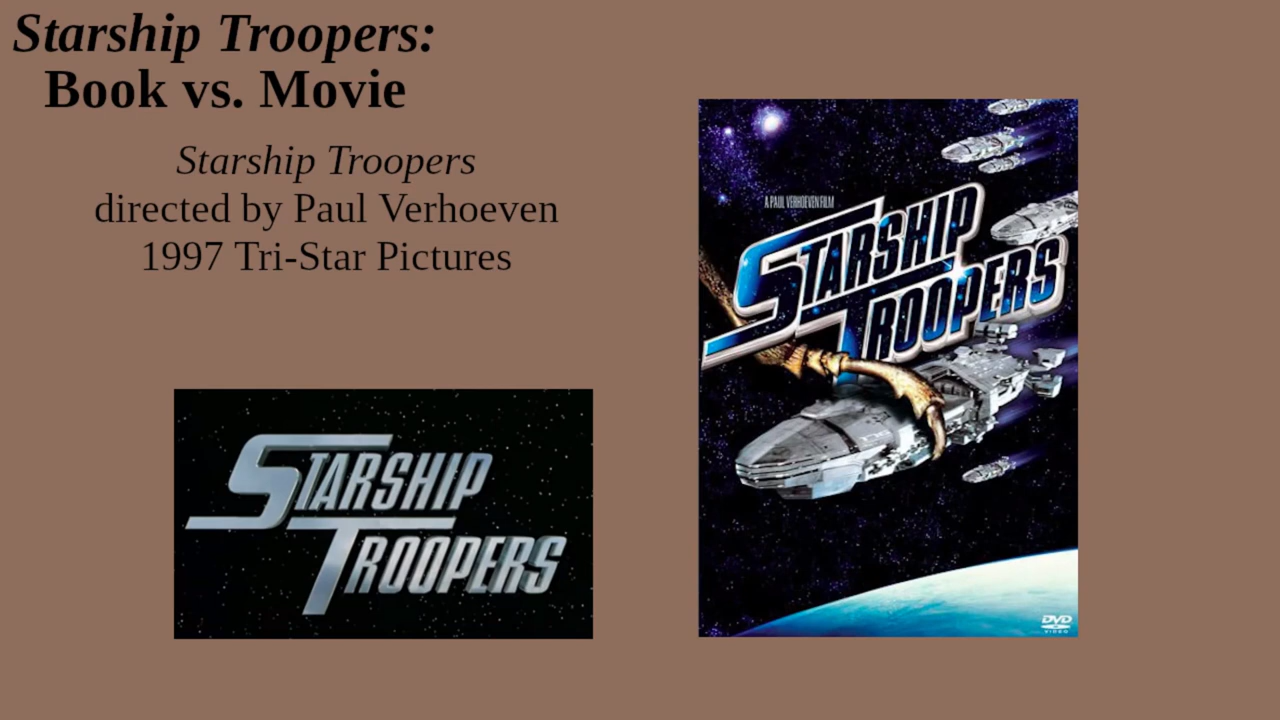 Starship Troopers:
Book vs. Movie
Starship Troopers
directed by Paul Verhoeven
1997 Tri-Star Pictures
A PAUL VERHOEVEN FILM
STARSHIP
TROOPERS
STARSHIP
TROOPERS
DVD
VIDEO